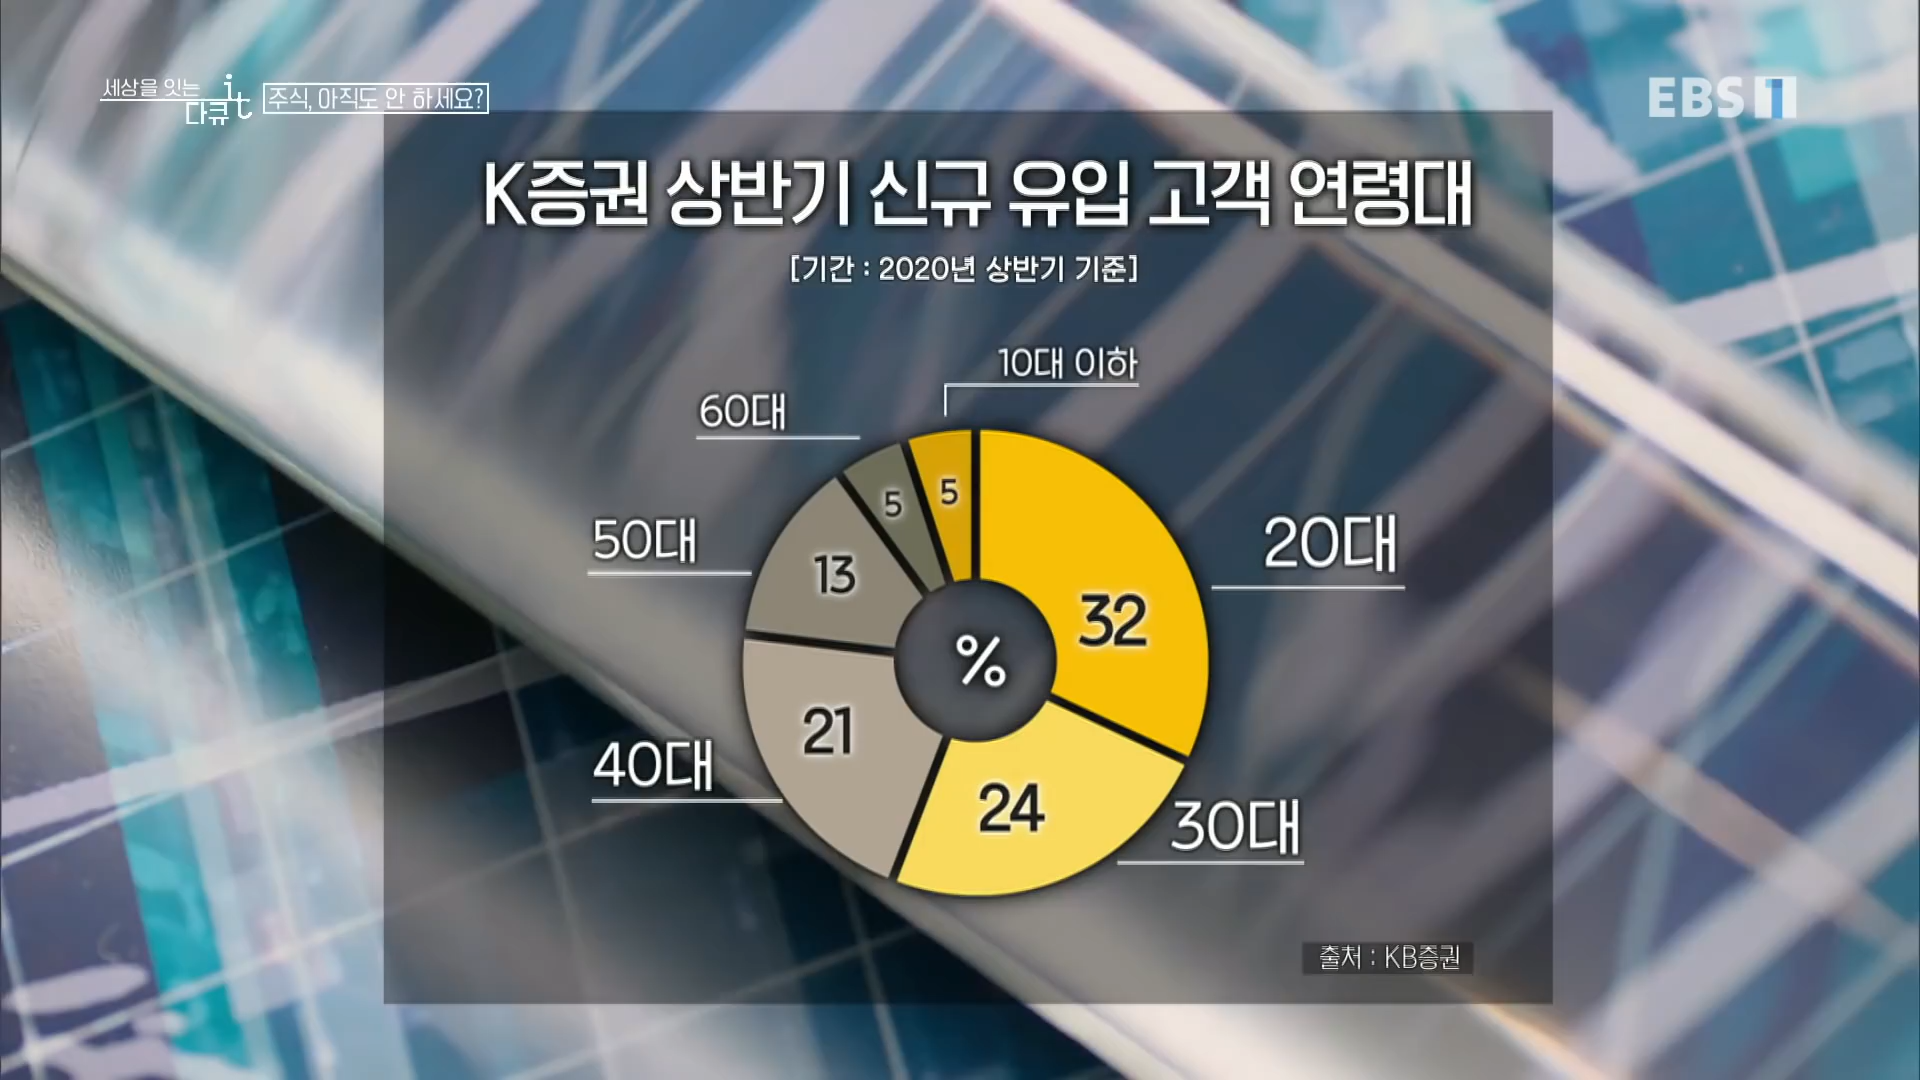 세상을 잇는
다큐 it
주식, 아직도 안 하세요?
EBS 1
K증권 상반기 신규 유입 고객 연령대
[기간 : 2020년 상반기 기준]
10대 이하
60대
5
5
50대
13
20대
32
%
40대
21
24
30대
출처 : KB증권